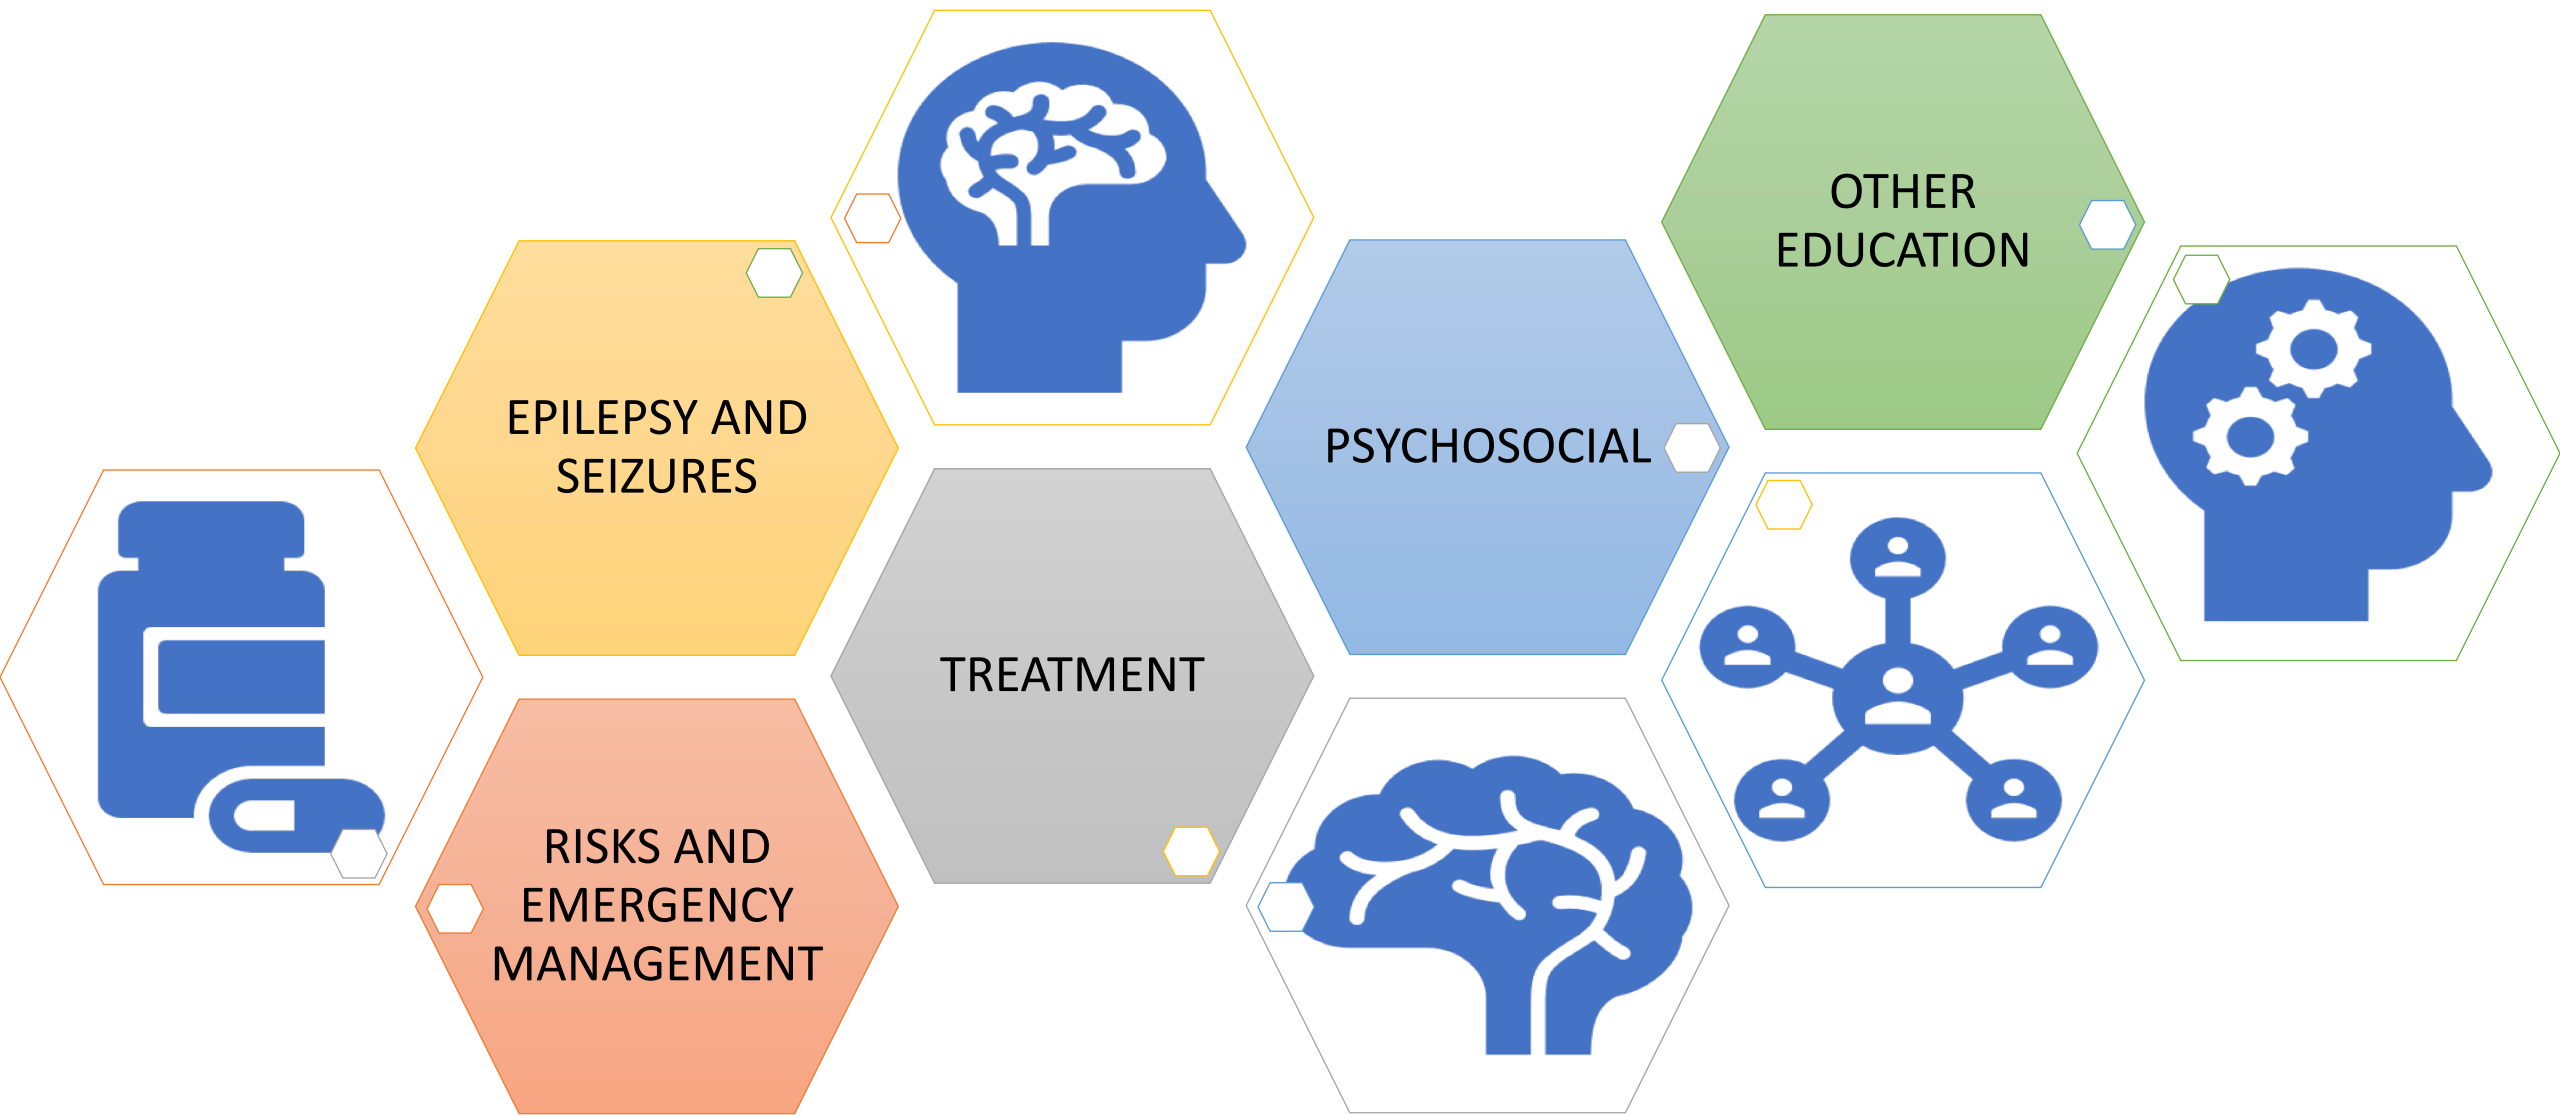 EPILEPSY AND
SEIZURES
RISKS AND
EMERGENCY
MANAGEMENT
TREATMENT
PSYCHOSOCIAL
OTHER
EDUCATION